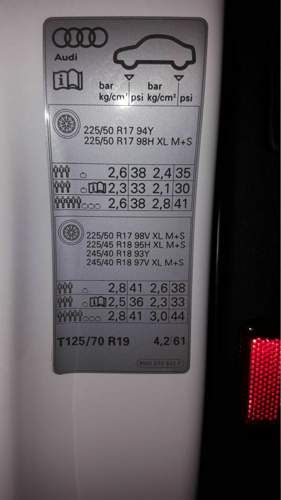 Audi
bar bar
kg/cm² psi kg/cm² psi
225/50 R17 94Y
225/50 R17 98H XL M+S
2,6 38 2,4 35
2,3 33 2,1 30
2,6 38 2,8 41
225/50 R17 98V XL M+S
225/45 R18 95H XL M+S
245/40 R18 93Y
245/40 R18 97V XL M+S
2,8 41 2,6 38
2,5 36 2,3 33
2,8 41 3,0 44
T125/70 R19 4,2/61